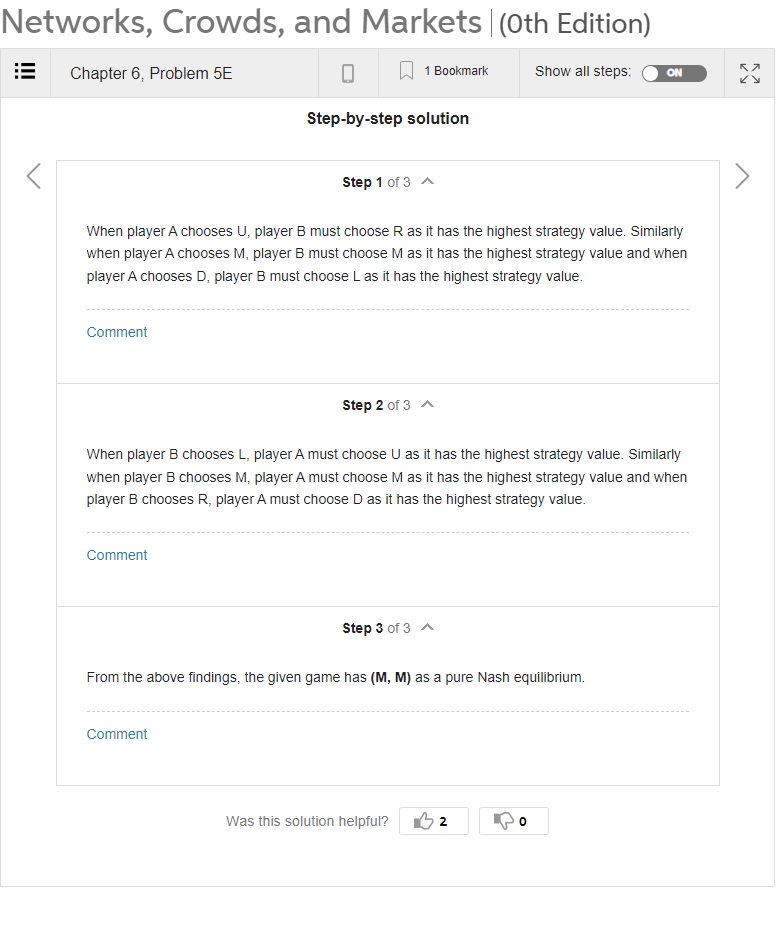 Networks, Crowds, and Markets | (0th Edition)
Chapter 6, Problem 5E
1 Bookmark
Show all steps:
ON
Step-by-step solution
Step 1 of 3
When player A chooses U, player B must choose R as it has the highest strategy value. Similarly
when player A chooses M, player B must choose M as it has the highest strategy value and when
player A chooses D, player B must choose L as it has the highest strategy value.
Comment
Step 2 of 3
When player B chooses L, player A must choose U as it has the highest strategy value. Similarly
when player B chooses M, player A must choose M as it has the highest strategy value and when
player B chooses R, player A must choose D as it has the highest strategy value.
Comment
Step 3 of 3
From the above findings, the given game has (M, M) as a pure Nash equilibrium.
Comment
Was this solution helpful?
2
0